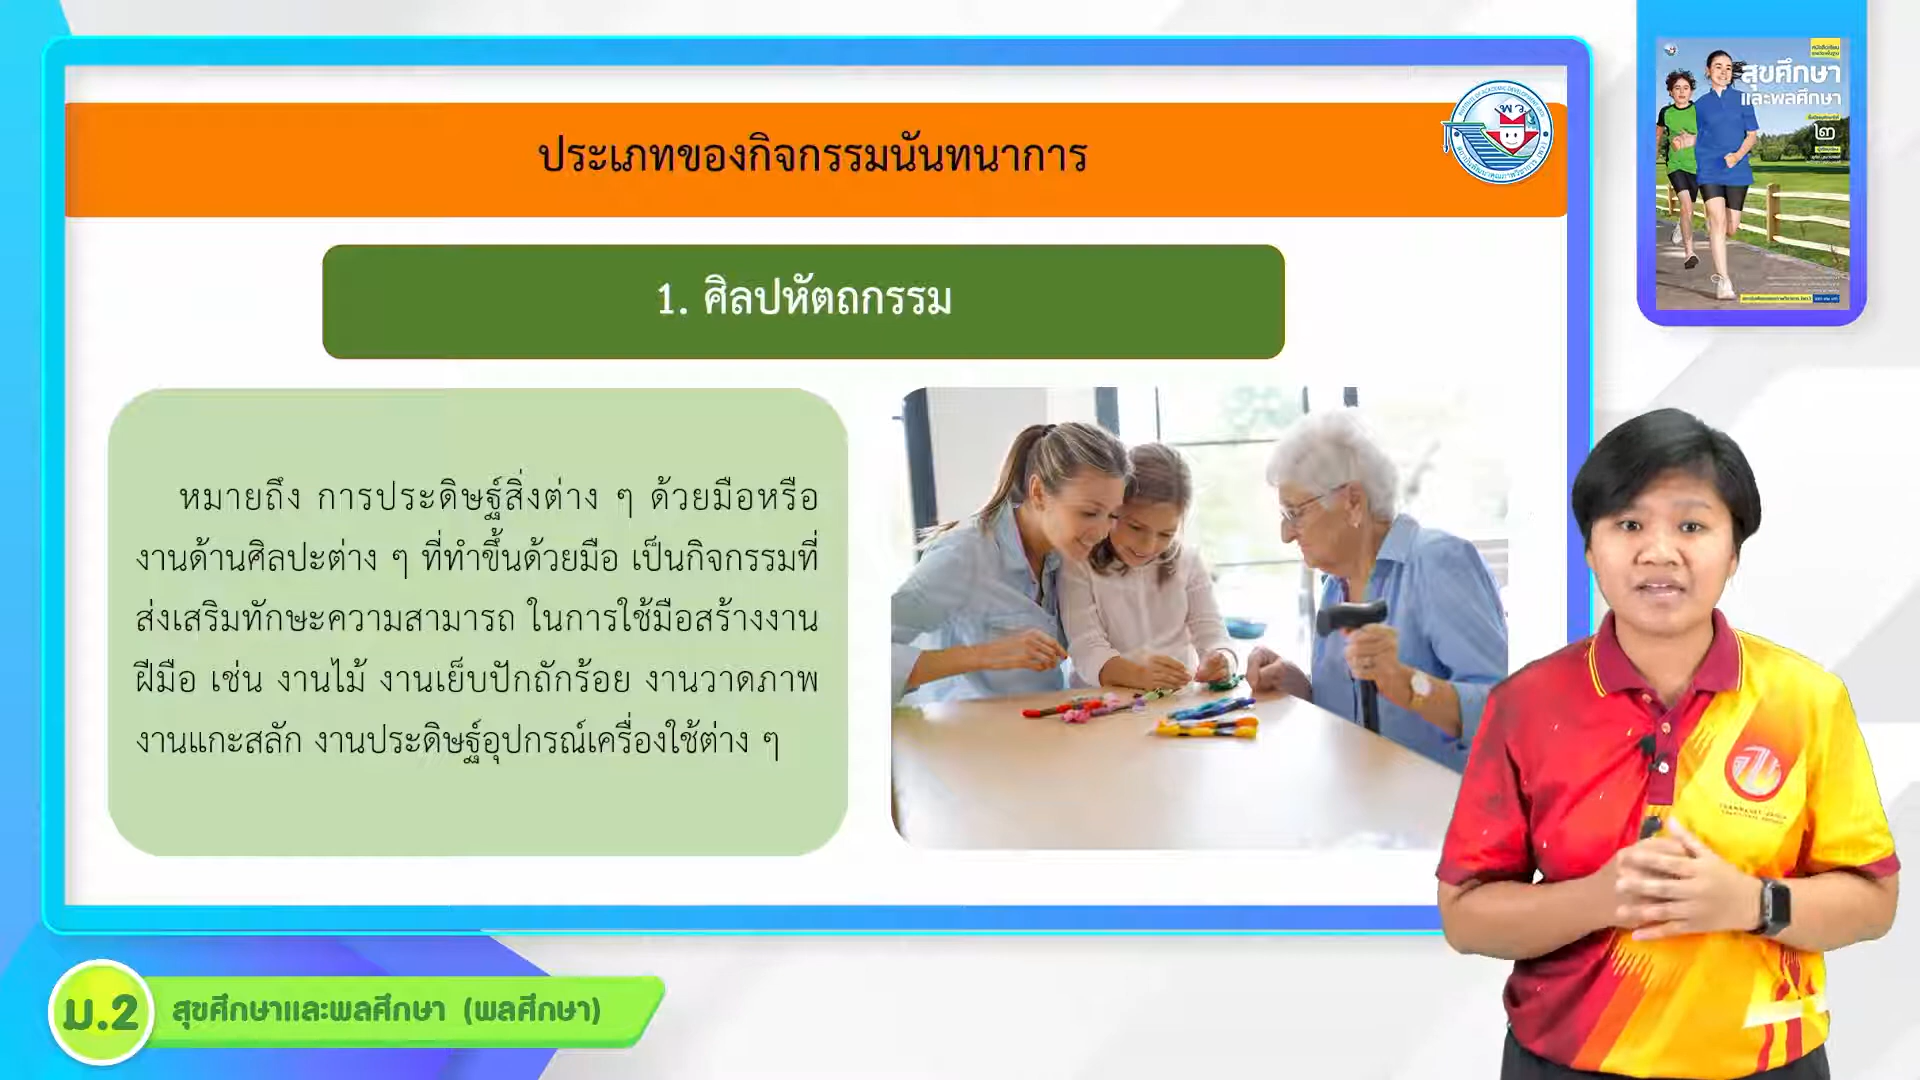 ประเภทของกิจกรรมนันทนาการ
พว
สุขศึกษา
และพลศึกษา
๒
1. ศิลปหัตถกรรม
หมายถึง การประดิษฐ์สิ่งต่าง ๆ ด้วยมือหรือ
งานด้านศิลปะต่าง ๆ ที่ทำขึ้นด้วยมือ เป็นกิจกรรมที่
ส่งเสริมทักษะความสามารถ ในการใช้มือสร้างงาน
ฝีมือ เช่น งานไม้ งานเย็บปักถักร้อย งานวาดภาพ
งานแกะสลัก งานประดิษฐ์อุปกรณ์เครื่องใช้ต่าง ๆ
ม.2 สุขศึกษาและพลศึกษา (พลศึกษา)